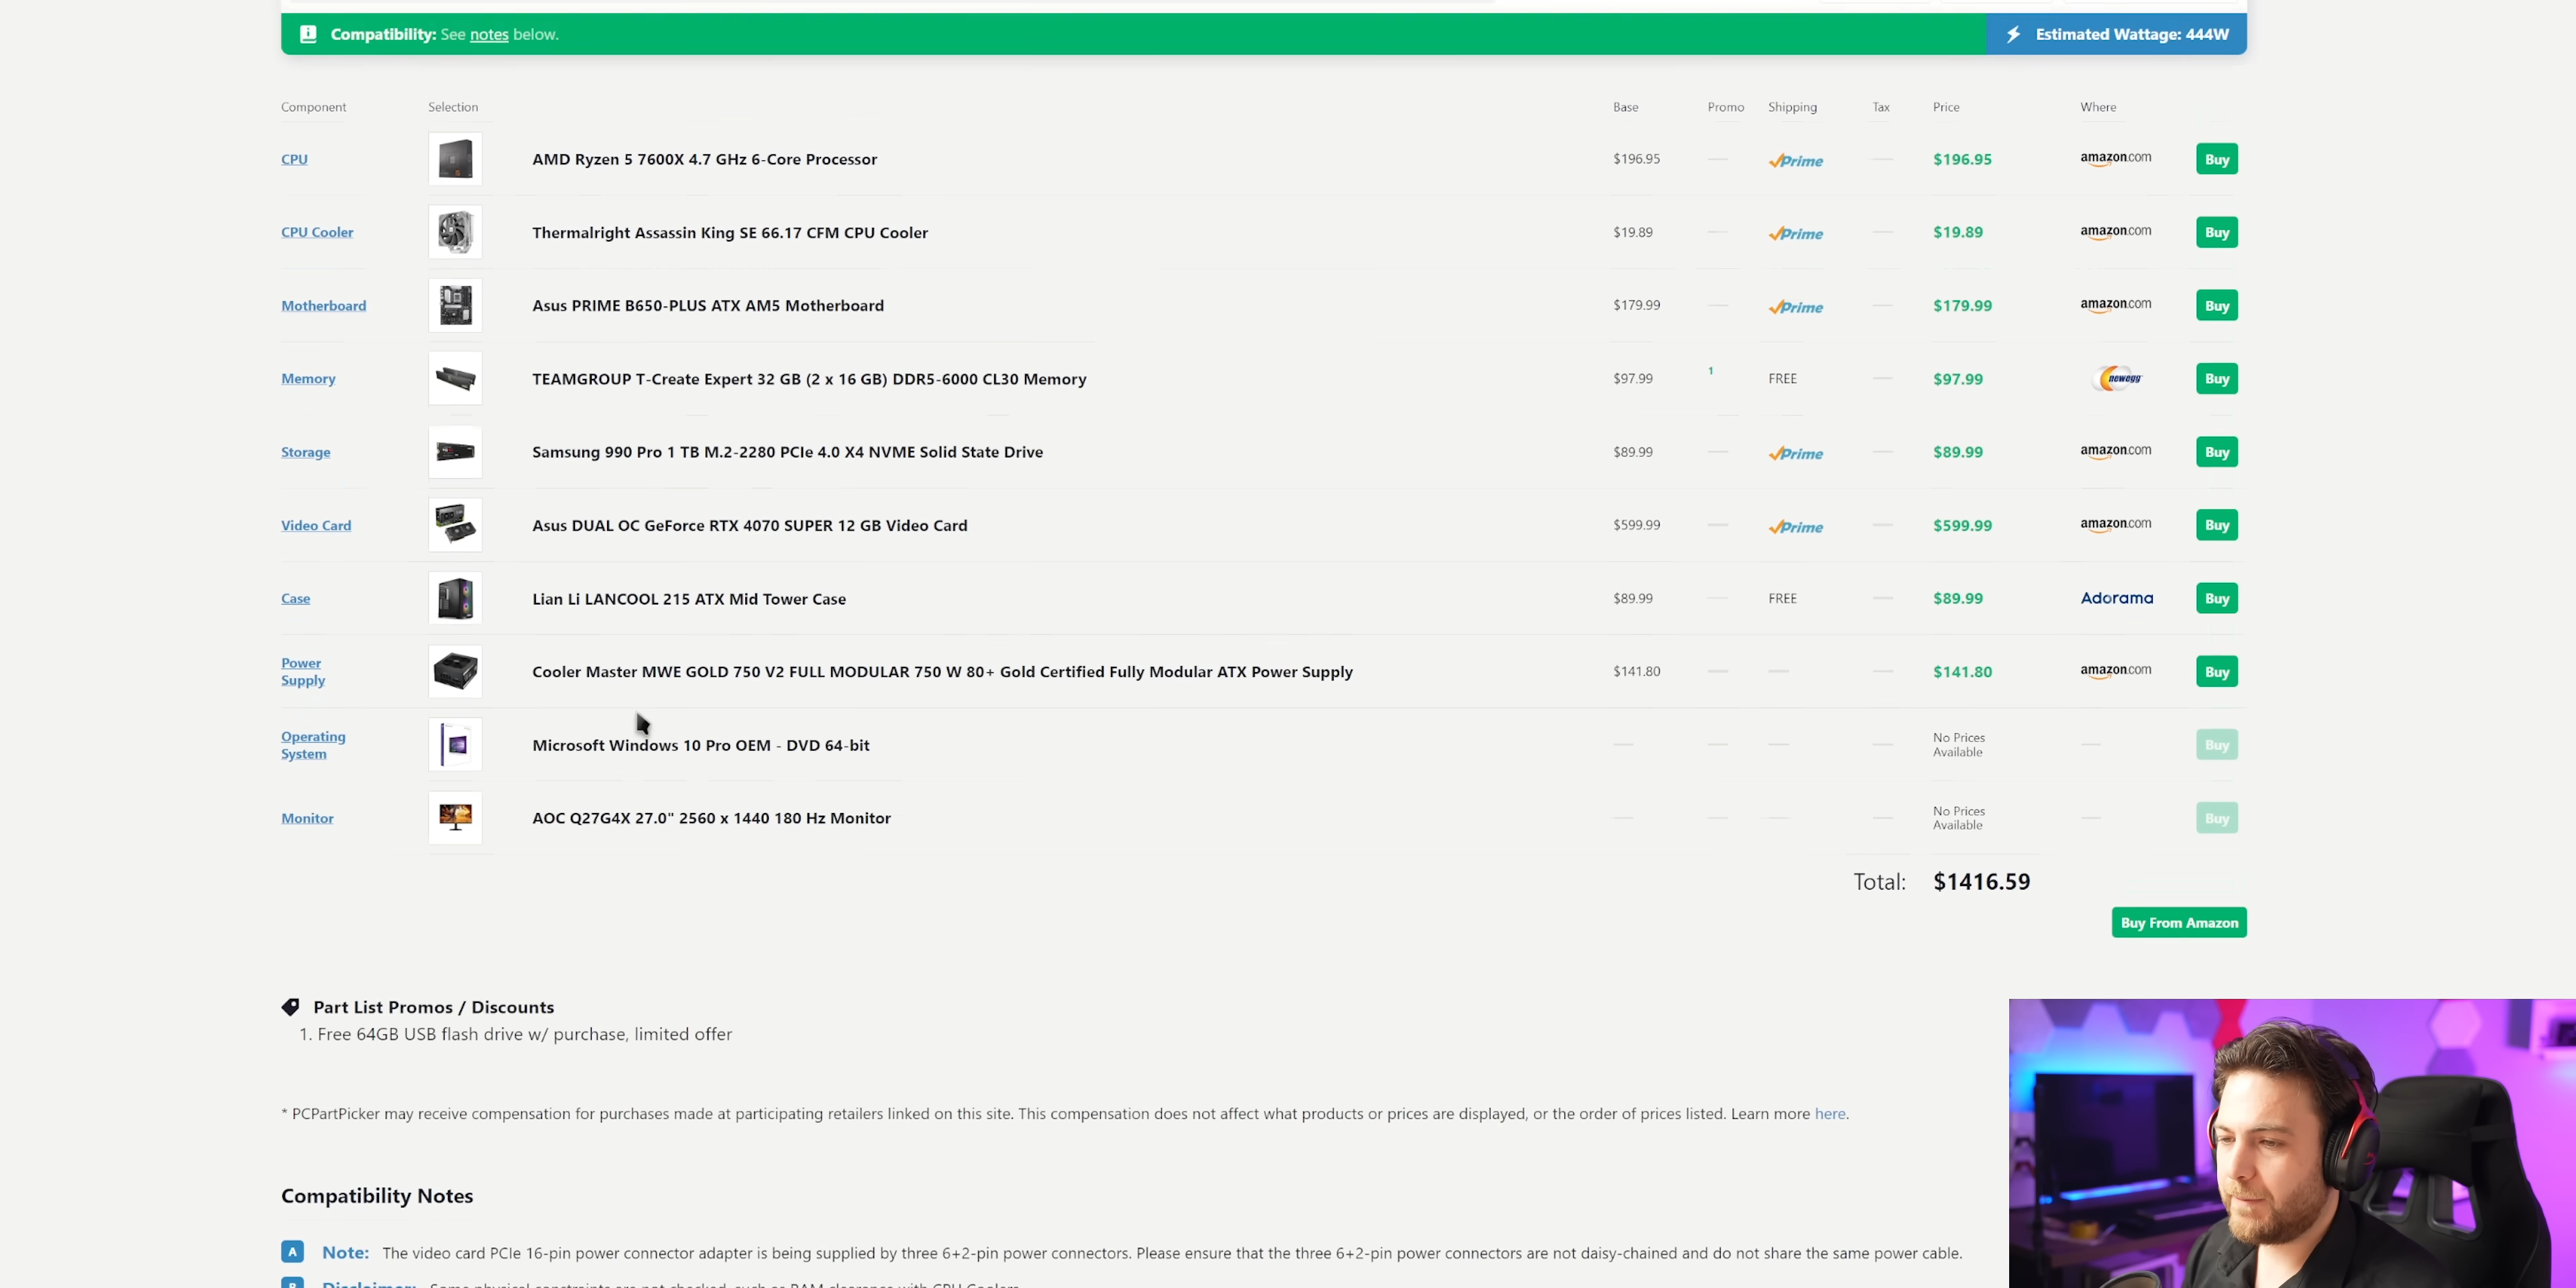 Compatibility: See notes below.
Estimated Wattage: 444W
Component Selection Base Promo Shipping Tax Price Where
CPU AMD Ryzen 5 7600X 4.7 GHz 6-Core Processor $196.95 — Prime — $196.95 amazon.com Buy
CPU Cooler Thermalright Assassin King SE 66.17 CFM CPU Cooler $19.89 — Prime — $19.89 amazon.com Buy
Motherboard Asus PRIME B650-PLUS ATX AM5 Motherboard $179.99 — Prime — $179.99 amazon.com Buy
Memory TEAMGROUP T-Create Expert 32 GB (2 x 16 GB) DDR5-6000 CL30 Memory $97.99 1 FREE — $97.99 newegg Buy
Storage Samsung 990 Pro 1 TB M.2-2280 PCIe 4.0 X4 NVME Solid State Drive $89.99 — Prime — $89.99 amazon.com Buy
Video Card Asus DUAL OC GeForce RTX 4070 SUPER 12 GB Video Card $599.99 — Prime — $599.99 amazon.com Buy
Case Lian Li LANCOOL 215 ATX Mid Tower Case $89.99 — FREE — $89.99 Adorama Buy
Power
Supply Cooler Master MWE GOLD 750 V2 FULL MODULAR 750 W 80+ Gold Certified Fully Modular ATX Power Supply $141.80 — — — $141.80 amazon.com Buy
Operating
System Microsoft Windows 10 Pro OEM - DVD 64-bit — — — — No Prices
Available — Buy
Monitor AOC Q27G4X 27.0" 2560 x 1440 180 Hz Monitor — — — — No Prices
Available — Buy
Total: $1416.59
Buy From Amazon
Part List Promos / Discounts
1. Free 64GB USB flash drive w/ purchase, limited offer
* PCPartPicker may receive compensation for purchases made at participating retailers linked on this site. This compensation does not affect what products or prices are displayed, or the order of prices listed. Learn more here.
Compatibility Notes
A Note: The video card PCIe 16-pin power connector adapter is being supplied by three 6+2-pin power connectors. Please ensure that the three 6+2-pin power connectors are not daisy-chained and do not share the same power cable.
B Disclaimer: Some physical constraints are not checked, such as RAM clearance with CPU Coolers.